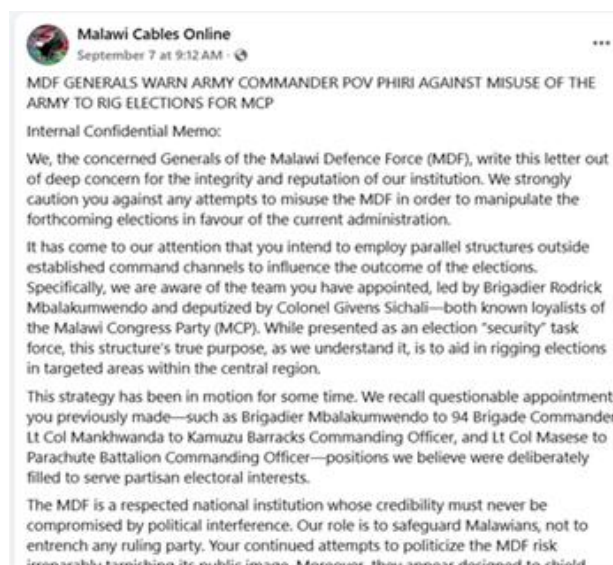 Malawi Cables Online
September 7 at 9:12 AM ·
MDF GENERALS WARN ARMY COMMANDER POV PHIRI AGAINST MISUSE OF THE
ARMY TO RIG ELECTIONS FOR MCP
Internal Confidential Memo:
We, the concerned Generals of the Malawi Defence Force (MDF), write this letter out
of deep concern for the integrity and reputation of our institution. We strongly
caution you against any attempts to misuse the MDF in order to manipulate the
forthcoming elections in favour of the current administration.
It has come to our attention that you intend to employ parallel structures outside
established command channels to influence the outcome of the elections.
Specifically, we are aware of the team you have appointed, led by Brigadier Rodrick
Mbalakumwendo and deputized by Colonel Givens Sichali—both known loyalists of
the Malawi Congress Party (MCP). While presented as an election "security" task
force, this structure's true purpose, as we understand it, is to aid in rigging elections
in targeted areas within the central region.
This strategy has been in motion for some time. We recall questionable appointment
you previously made—such as Brigadier Mbalakumwendo to 94 Brigade Commander
Lt Col Mankhwanda to Kamuzu Barracks Commanding Officer, and Lt Col Masese to
Parachute Battalion Commanding Officer—positions we believe were deliberately
filled to serve partisan electoral interests.
The MDF is a respected national institution whose credibility must never be
compromised by political interference. Our role is to safeguard Malawians, not to
entrench any ruling party. Your continued attempts to politicize the MDF risk
irreparably tarnishing its public image. Moreover, they appear designed to shield